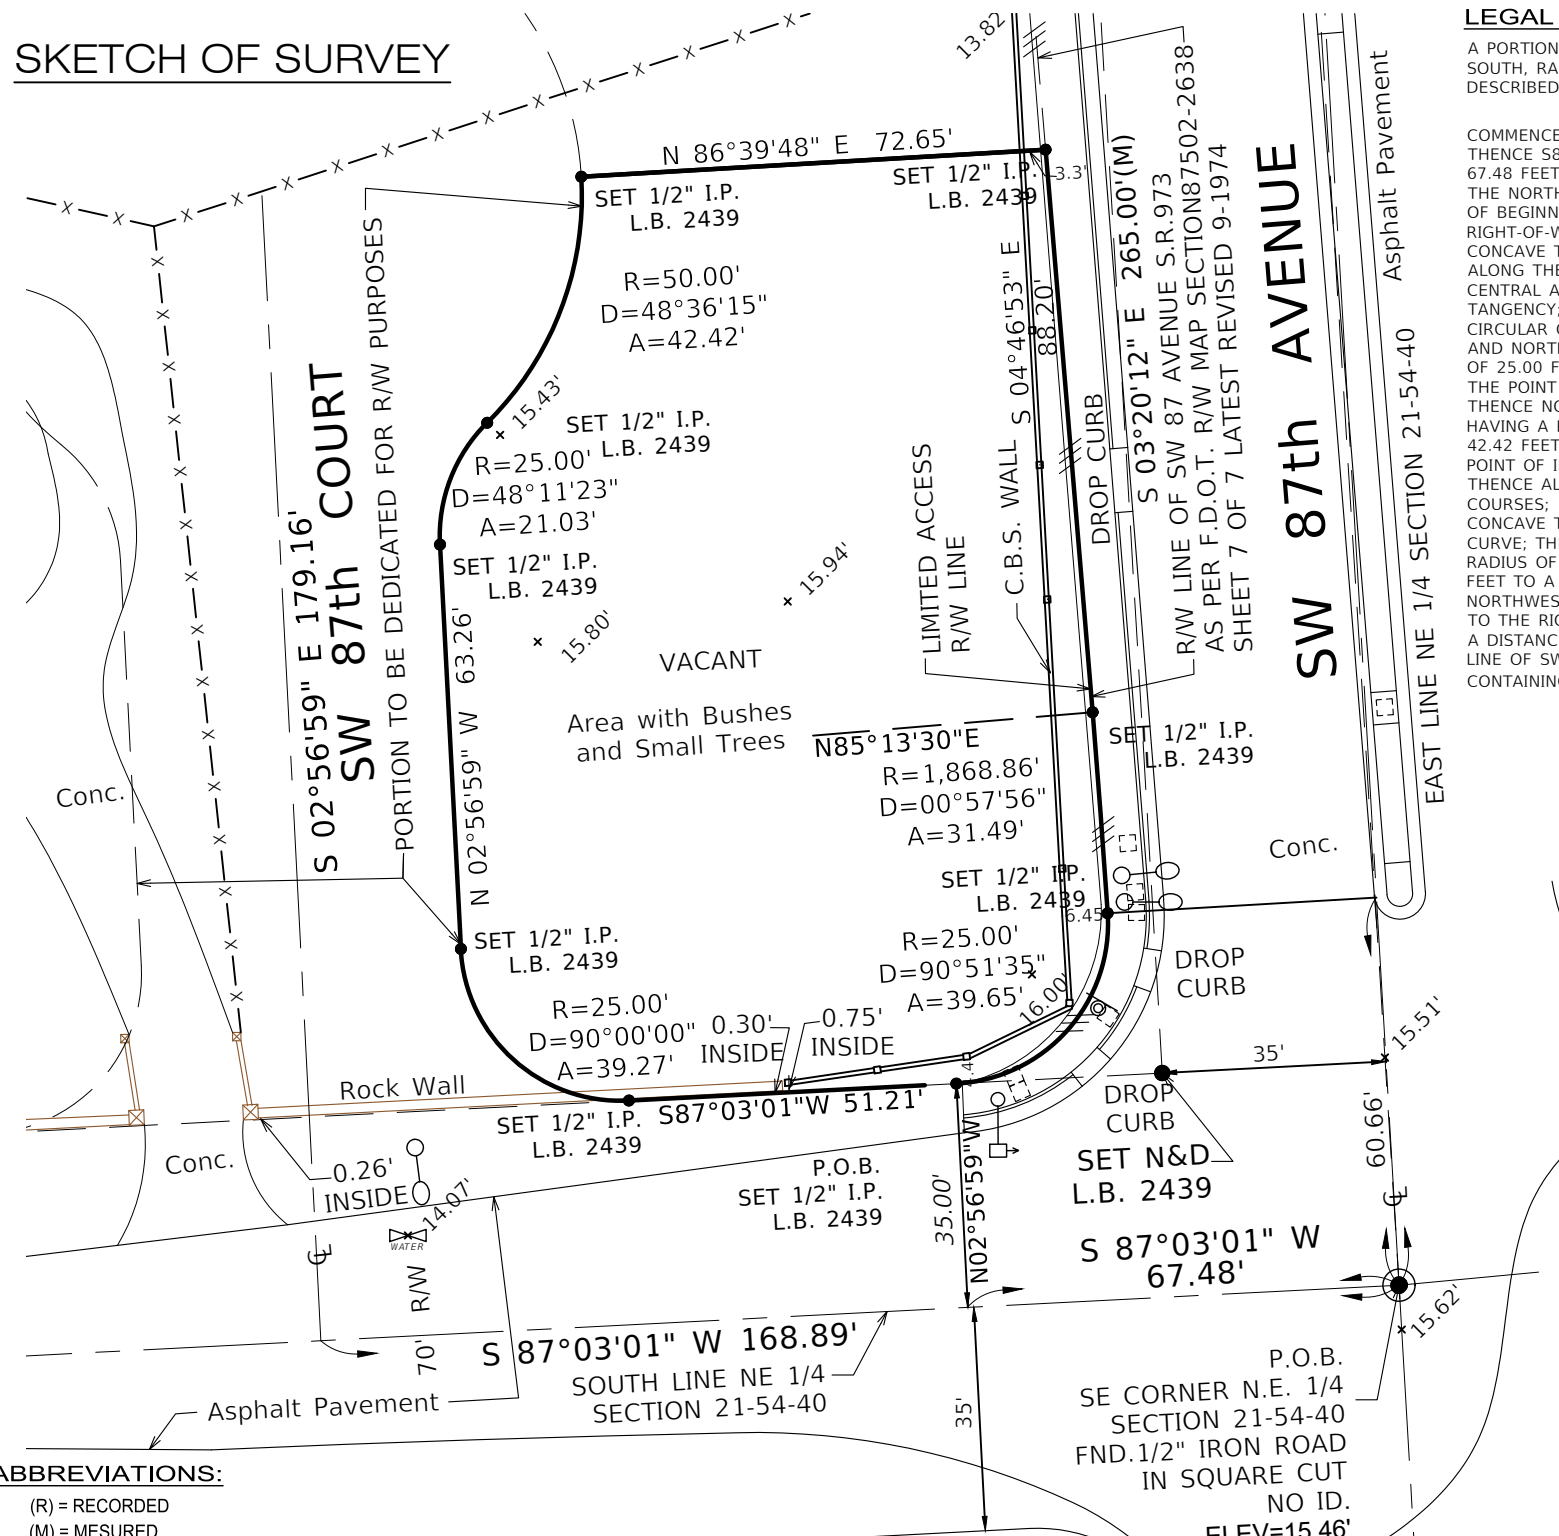 SKETCH OF SURVEY
LEGAL
A PORTION
SOUTH, RA
DESCRIBED
COMMENCE
THENCE S8
67.48 FEET
THE NORTH
OF BEGINN
RIGHT-OF-W
CONCAVE T
ALONG THE
CENTRAL A
TANGENCY;
CIRCULAR C
AND NORTH
OF 25.00 F
THE POINT
THENCE NO
HAVING A
42.42 FEET
POINT OF I
THENCE AL
COURSES;
CONCAVE T
CURVE; TH
RADIUS OF
FEET TO A
NORTHWES
TO THE RIG
A DISTANC
LINE OF SW
CONTAINING
13.82
N 86°39'48" E 72.65'
SET 1/2" I.P.
L.B. 2439
SET 1/2" I.P.
L.B. 2439
3.3'
R=50.00'
D=48°36'15"
A=42.42'
15.43'
SET 1/2" I.P.
L.B. 2439
R=25.00'
D=48°11'23"
A=21.03'
SET 1/2" I.P.
L.B. 2439
15.80'
15.94'
VACANT
Area with Bushes
and Small Trees
N 02°56'59" W 63.26'
S 02°56'59" E 179.16'
SW 87th COURT
PORTION TO BE DEDICATED FOR R/W PURPOSES
Conc.
LIMITED ACCESS
R/W LINE
C.B.S. WALL
S 04°46'53" E
88.20'
DROP CURB
S 03°20'12" E 265.00'(M)
R/W LINE OF SW 87 AVENUE S.R.973
AS PER F.D.O.T. R/W MAP SECTION87502-2638
SHEET 7 OF 7 LATEST REVISED 9-1974
SW 87th AVENUE
Asphalt Pavement
EAST LINE NE 1/4 SECTION 21-54-40
N85°13'30"E
R=1,868.86'
D=00°57'56"
A=31.49'
SET 1/2" I.P.
L.B. 2439
SET 1/2" I.P.
L.B. 2439
6.45'
Conc.
R=25.00'
D=90°51'35"
A=39.65'
16.00'
DROP
CURB
SET 1/2" I.P.
L.B. 2439
R=25.00'
D=90°00'00"
A=39.27'
0.30'
INSIDE
0.75'
INSIDE
Rock Wall
SET 1/2" I.P.
L.B. 2439
S87°03'01"W 51.21'
35'
15.51'
DROP
CURB
60.66'
SET N&D
L.B. 2439
P.O.B.
SET 1/2" I.P.
L.B. 2439
35.00'
N02°56'59"W
Conc.
0.26'
INSIDE
14.07'
WATER
S 87°03'01" W
67.48'
15.62'
70' R/W
S 87°03'01" W 168.89'
SOUTH LINE NE 1/4
SECTION 21-54-40
Asphalt Pavement
35'
P.O.B.
SE CORNER N.E. 1/4
SECTION 21-54-40
FND.1/2" IRON ROAD
IN SQUARE CUT
NO ID.
ELEV=15.46'
ABBREVIATIONS:
(R) = RECORDED
(M) = MESURED